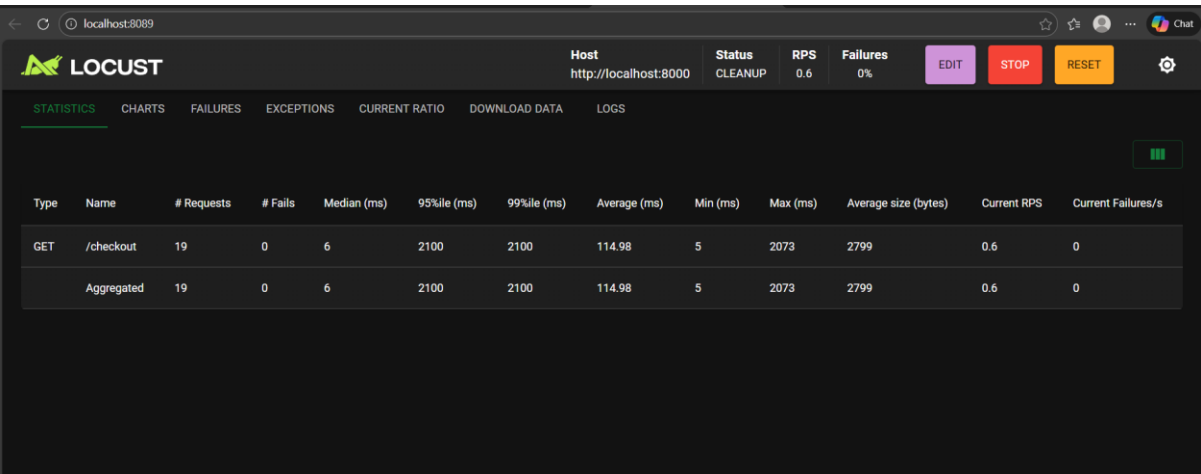 localhost:8089
Chat
LOCUST
Host
http://localhost:8000
Status
CLEANUP
RPS
0.6
Failures
0%
EDIT
STOP
RESET
STATISTICS CHARTS FAILURES EXCEPTIONS CURRENT RATIO DOWNLOAD DATA LOGS
Type Name # Requests # Fails Median (ms) 95%ile (ms) 99%ile (ms) Average (ms) Min (ms) Max (ms) Average size (bytes) Current RPS Current Failures/s
GET /checkout 19 0 6 2100 2100 114.98 5 2073 2799 0.6 0
Aggregated 19 0 6 2100 2100 114.98 5 2073 2799 0.6 0